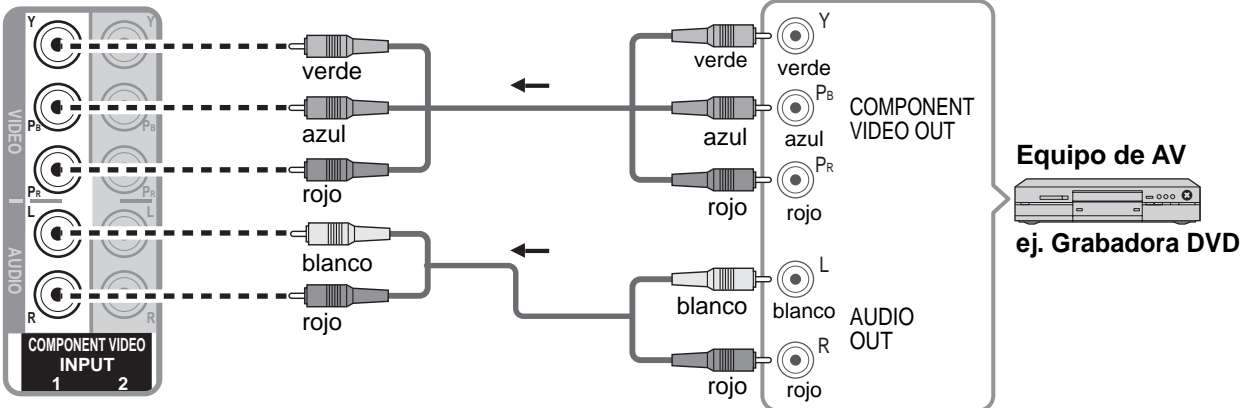 VIDEO
AUDIO
Y
PB
PR
L
R
Y
PB
PR
L
R
COMPONENT VIDEO
INPUT
1 2
verde
azul
rojo
blanco
rojo
verde
azul
rojo
blanco
rojo
Y
verde
PB
azul
PR
rojo
COMPONENT
VIDEO OUT
L
blanco
R
rojo
AUDIO
OUT
Equipo de AV
ej. Grabadora DVD